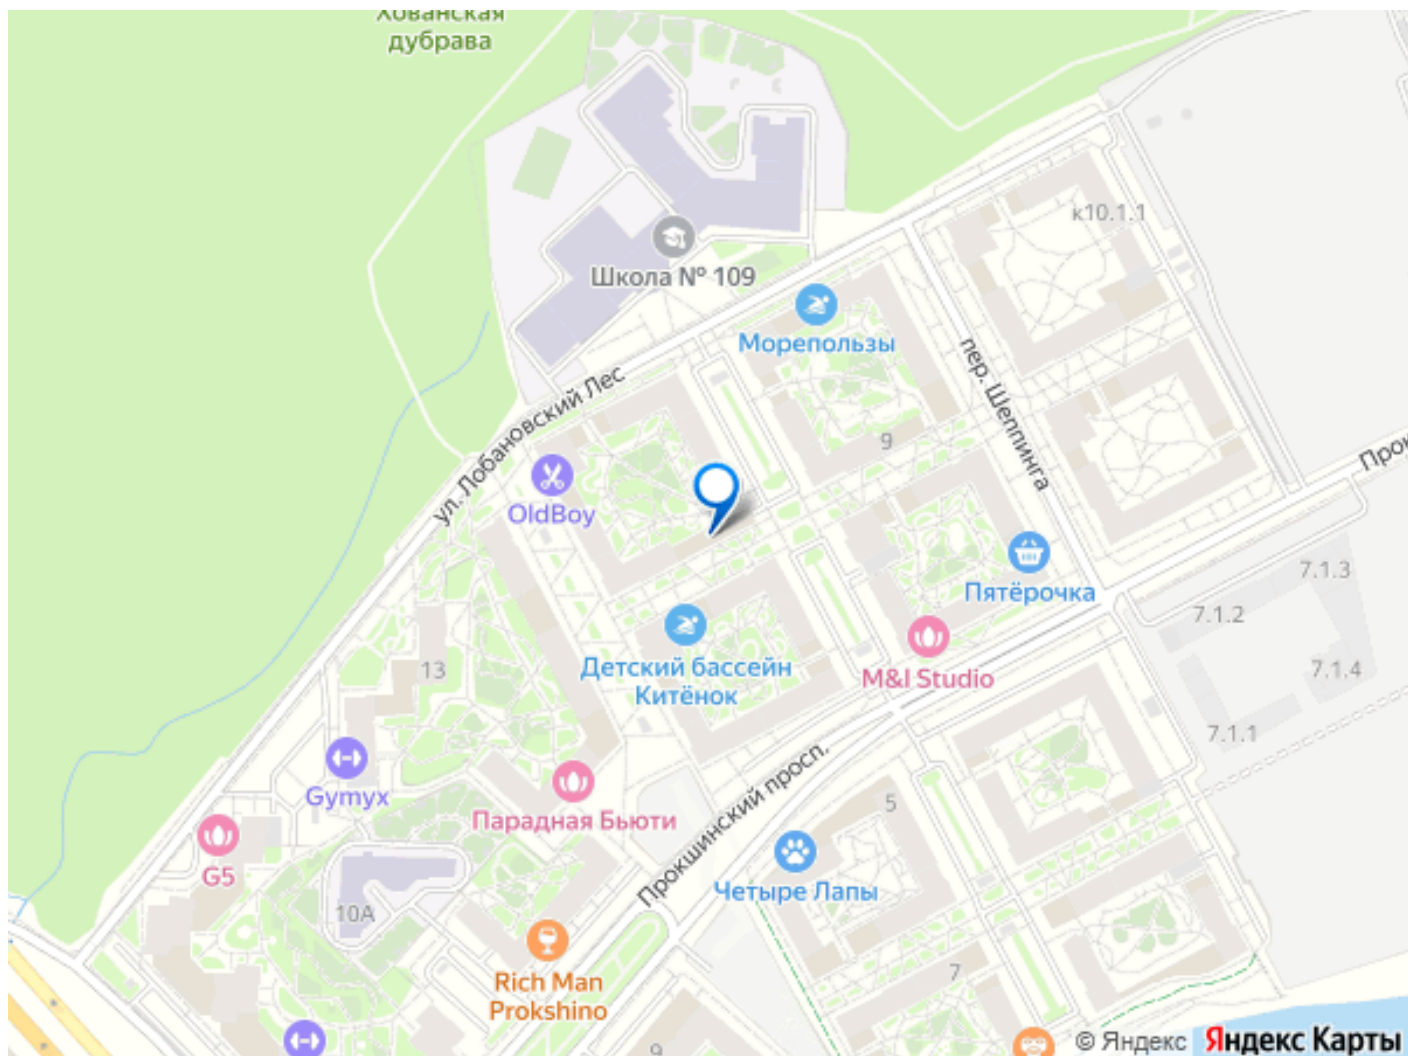 Хованская
дубрава
к10.1.1
Школа № 109
Морепользы
пер. Шеппинга
ул. Лобановский Лес
9
OldBoy
Пятёрочка
7.1.3
7.1.2
7.1.4
7.1.1
Детский бассейн
Китёнок
M&I Studio
13
Gymyx
Парадная Бьюти
Прокшинский просп.
5
G5
Четыре Лапы
10А
Rich Man
Prokshino
7
9
© Яндекс Яндекс Карты